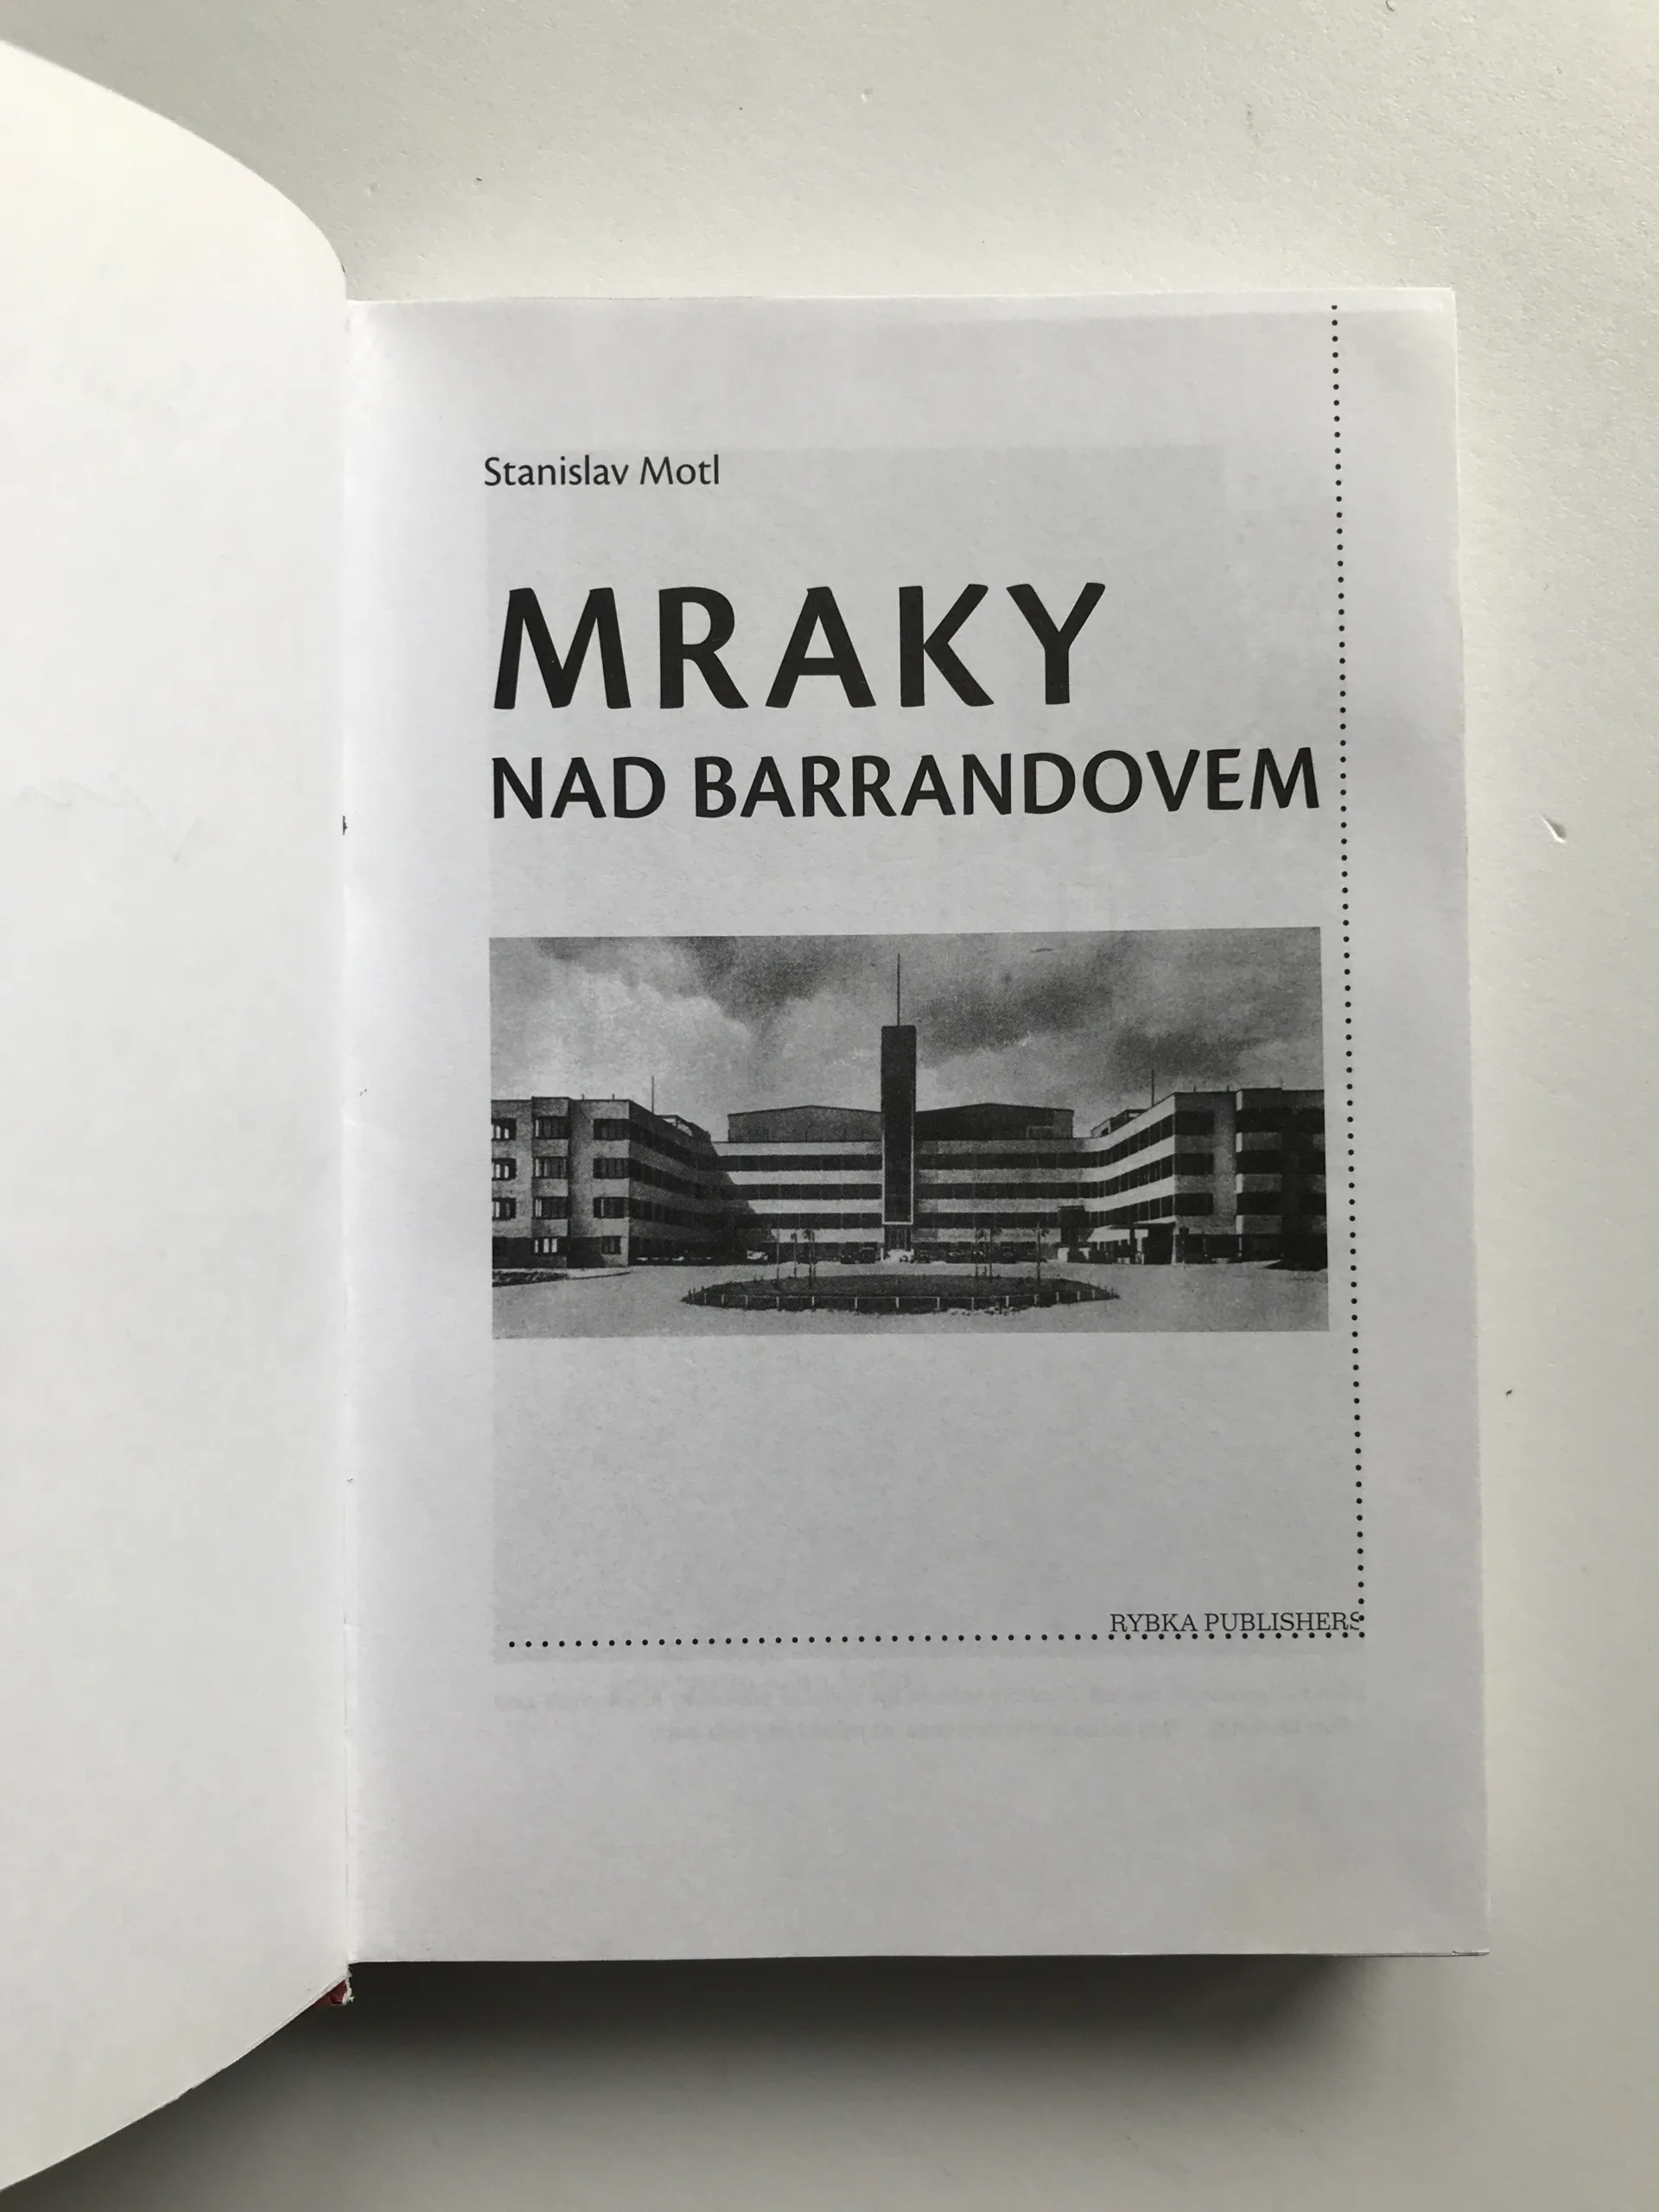 Stanislav Motl
MRAKY
NAD BARRANDOVEM
RYBKA PUBLISHERS